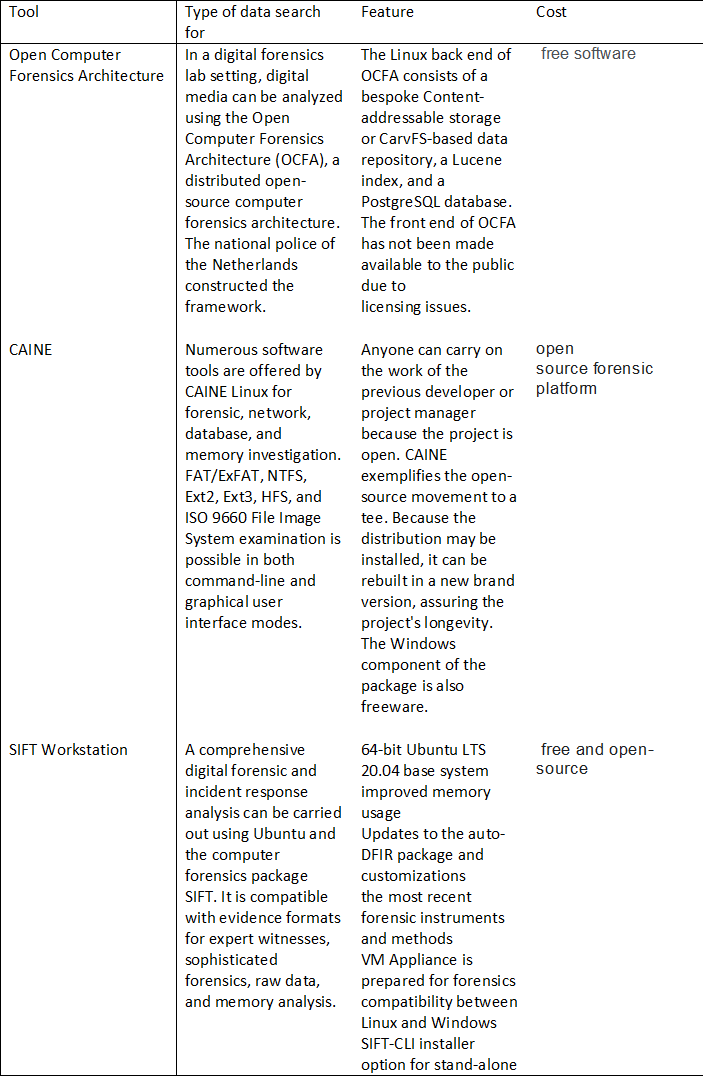 Tool
Type of data search
for
Feature
Cost
Open Computer
Forensics Architecture
In a digital forensics
lab setting, digital
media can be analyzed
using the Open
Computer Forensics
Architecture (OCFA), a
distributed open-
source computer
forensics architecture.
The national police of
the Netherlands
constructed the
framework.
The Linux back end of
OCFA consists of a
bespoke Content-
addressable storage
or CarvFS-based data
repository, a Lucene
index, and a
PostgreSQL database.
The front end of OCFA
has not been made
available to the public
due to
licensing issues.
free software
CAINE
Numerous software
tools are offered by
CAINE Linux for
forensic, network,
database, and
memory investigation.
FAT/ExFAT, NTFS,
Ext2, Ext3, HFS, and
ISO 9660 File Image
System examination is
possible in both
command-line and
graphical user
interface modes.
Anyone can carry on
the work of the
previous developer or
project manager
because the project is
open. CAINE
exemplifies the open-
source movement to a
tee. Because the
distribution may be
installed, it can be
rebuilt in a new brand
version, assuring the
project's longevity.
The Windows
component of the
package is also
freeware.
open
source forensic
platform
SIFT Workstation
A comprehensive
digital forensic and
incident response
analysis can be carried
out using Ubuntu and
the computer
forensics package
SIFT. It is compatible
with evidence formats
for expert witnesses,
sophisticated
forensics, raw data,
and memory analysis.
64-bit Ubuntu LTS
20.04 base system
improved memory
usage
Updates to the auto-
DFIR package and
customizations
the most recent
forensic instruments
and methods
VM Appliance is
prepared for forensics
compatibility between
Linux and Windows
SIFT-CLI installer
option for stand-alone
free and open-
source